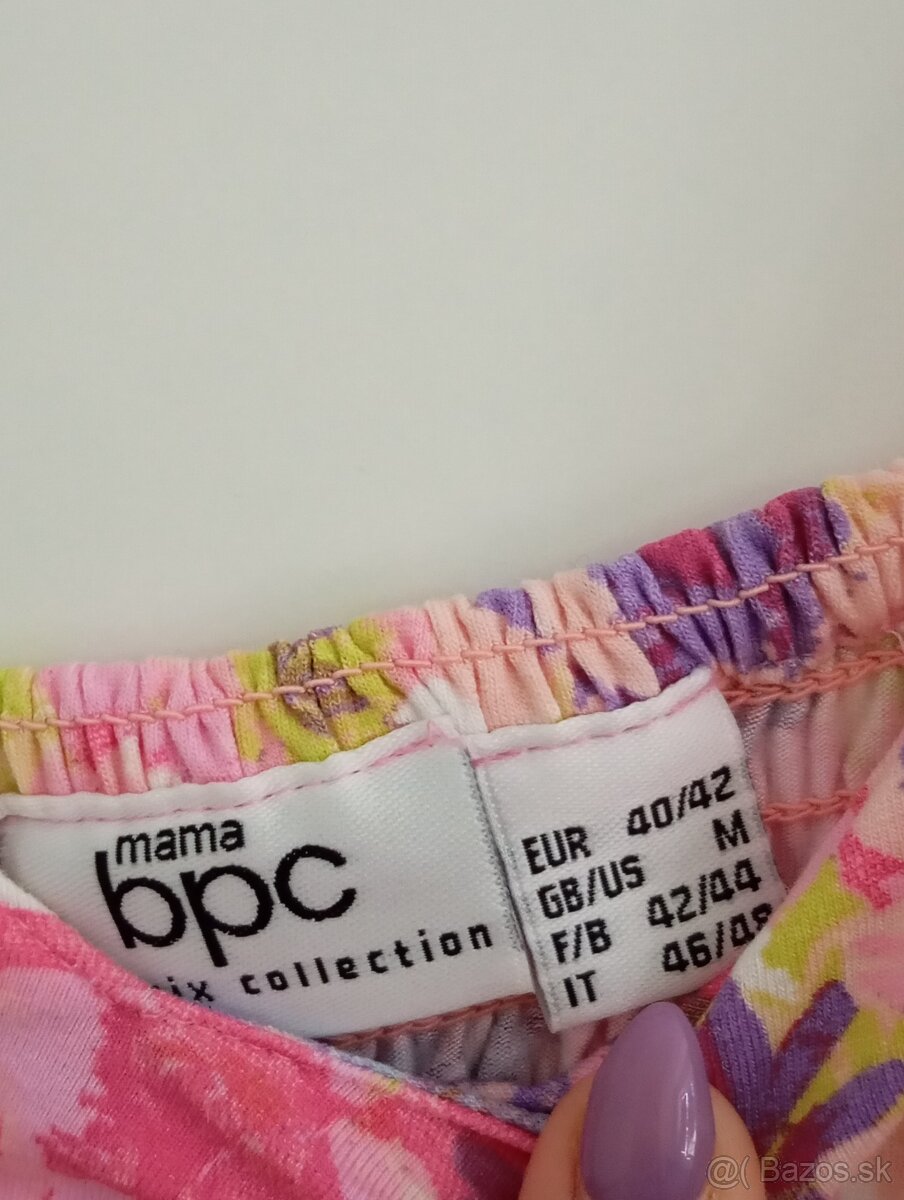 mama
bpc
collection
EUR 40/42
GB/US M
F/B 42/44
IT 46/48
@( Bazos.sk